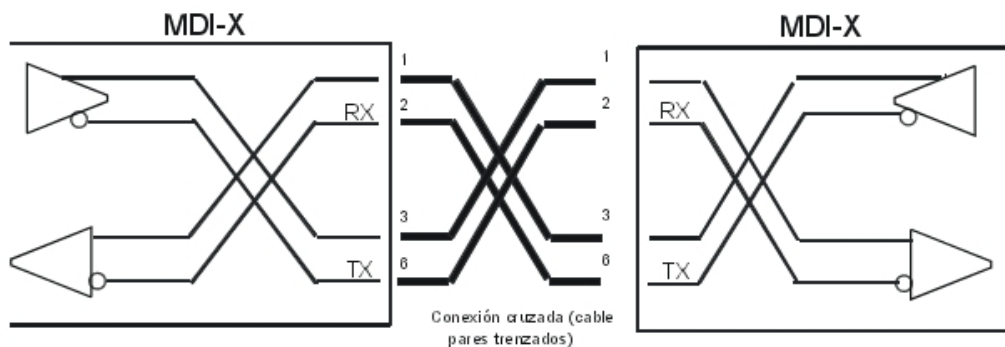 MDI-X
MDI-X
1
1
RX
2
2
RX
3
3
TX
6
6
TX
Conexión cruzada (cable
pares trenzados)